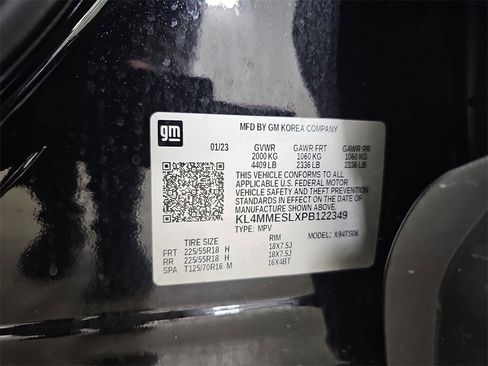 gm
MFD BY GM KOREA COMPANY
01/23 GVWR GAWR FRT GAWR RR
2000 KG 1060 KG 1060 KG
4409 LB 2336 LB 2336 LB
THIS VEHICLE CONFORMS TO ALL
APPLICABLE U.S. FEDERAL MOTOR
VEHICLE SAFETY AND THEFT PREVENTION
STANDARDS IN EFFECT ON THE DATE OF
MANUFACTURE SHOWN ABOVE.
KL4MMESLXPB122349
TYPE: MPV MODEL: X94TS06
TIRE SIZE RIM
FRT 225/55R18 H 18X7.5J
RR 225/55R18 H 18X7.5J
SPA T125/70R16 M 16X4BT